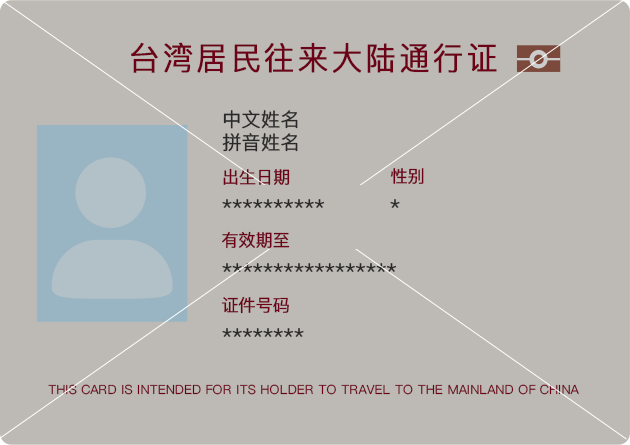 台湾居民往来大陆通行证
中文姓名
拼音姓名
出生日期 性别
********** *
有效期至
*****************
证件号码
********
THIS CARD IS INTENDED FOR ITS HOLDER TO TRAVEL TO THE MAINLAND OF CHINA